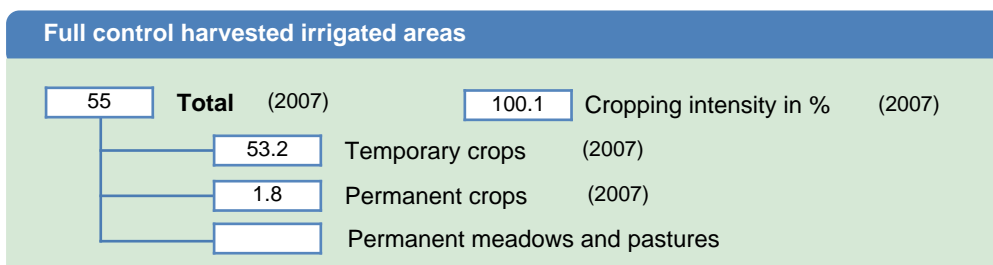 Full control harvested irrigated areas
55 Total (2007) 100.1 Cropping intensity in % (2007)
53.2 Temporary crops (2007)
1.8 Permanent crops (2007)
Permanent meadows and pastures